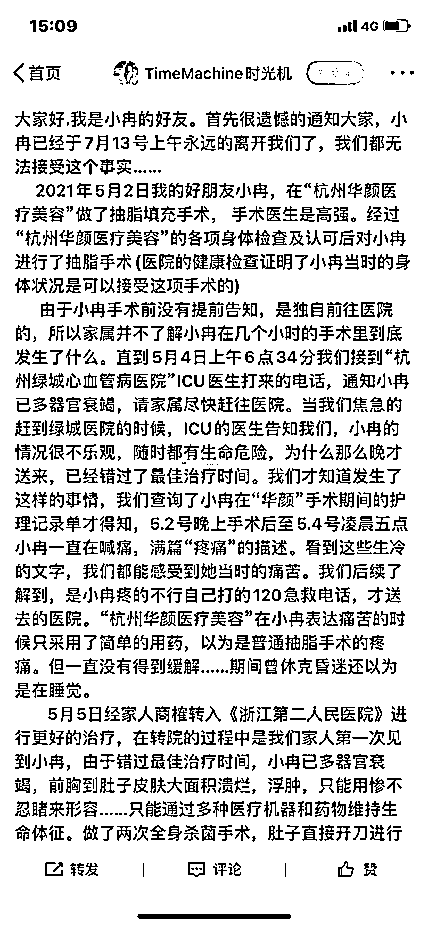 15:09
4G
首页
TimeMachine时光机
大家好,我是小冉的好友。首先很遗憾的通知大家，小
冉已经于7月13号上午永远的离开我们了，我们都无
法接受这个事实……
2021年5月2日我的好朋友小冉，在“杭州华颜医
疗美容”做了抽脂填充手术， 手术医生是高强。经过
“杭州华颜医疗美容”的各项身体检查及认可后对小冉
进行了抽脂手术(医院的健康检查证明了小冉当时的身
体状况是可以接受这项手术的)
由于小冉手术前没有提前告知，是独自前往医院
的，所以家属并不了解小冉在几个小时的手术里到底
发生了什么。直到5月4日上午6点34分我们接到“杭
州绿城心血管病医院”ICU医生打来的电话，通知小冉
已多器官衰竭，请家属尽快赶往医院。当我们焦急的
赶到绿城医院的时候，ICU的医生告知我们，小冉的
情况很不乐观，随时都有生命危险，为什么那么晚才
送来，已经错过了最佳治疗时间。我们才知道发生了
这样的事情，我们查询了小冉在“华颜”手术期间的护
理记录单才得知，5.2号晚上手术后至5.4号凌晨五点
小冉一直在喊痛，满篇“疼痛”的描述。看到这些生冷
的文字，我们都能感受到她当时的痛苦。我们后续了
解到，是小冉疼的不行自己打的120急救电话，才送
去的医院。“杭州华颜医疗美容”在小冉表达痛苦的时
候只采用了简单的用药，以为是普通抽脂手术的疼
痛。但一直没有得到缓解……期间曾休克昏迷还以为
是在睡觉。
5月5日经家人商榷转入《浙江第二人民医院》进
行更好的治疗，在转院的过程中是我们家人第一次见
到小冉，由于错过最佳治疗时间，小冉已多器官衰
竭，前胸到肚子皮肤大面积溃烂，浮肿，只能用惨不
忍睹来形容……只能通过多种医疗机器和药物维持生
命体征。做了两次全身杀菌手术，肚子直接开刀进行
转发
评论
赞